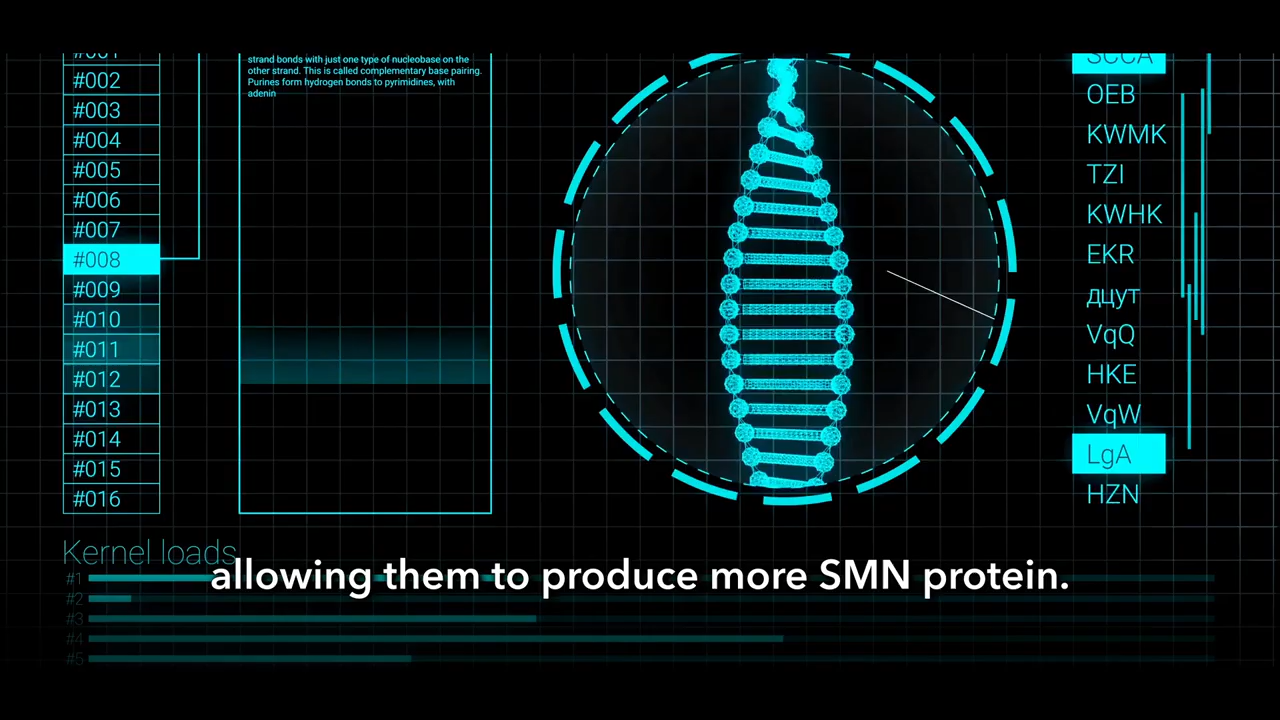 #001
#002
#003
#004
#005
#006
#007
#008
#009
#010
#011
#012
#013
#014
#015
#016
strand bonds with just one type of nucleobase on the
other strand. This is called complementary base pairing.
Purines form hydrogen bonds to pyrimidines, with
adenin
SCCA
OEB
KWMK
TZI
KWHK
EKR
дцут
VqQ
HKE
VqW
LgA
HZN
Kernel loads
#1
#2
#3
#4
#5
allowing them to produce more SMN protein.